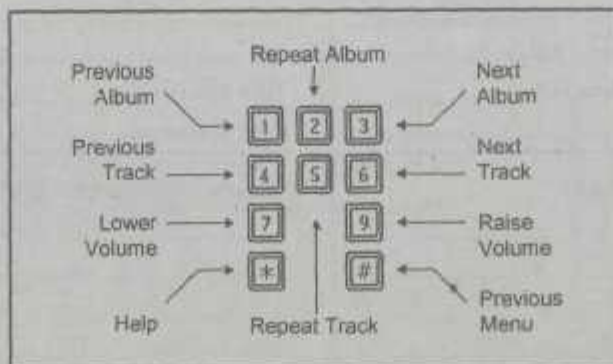 Repeat Album
Previous
Album
Next
Album
1 2 3
Previous
Track
Next
Track
4 5 6
Lower
Volume
Raise
Volume
7 9
* #
Help
Repeat Track
Previous
Menu